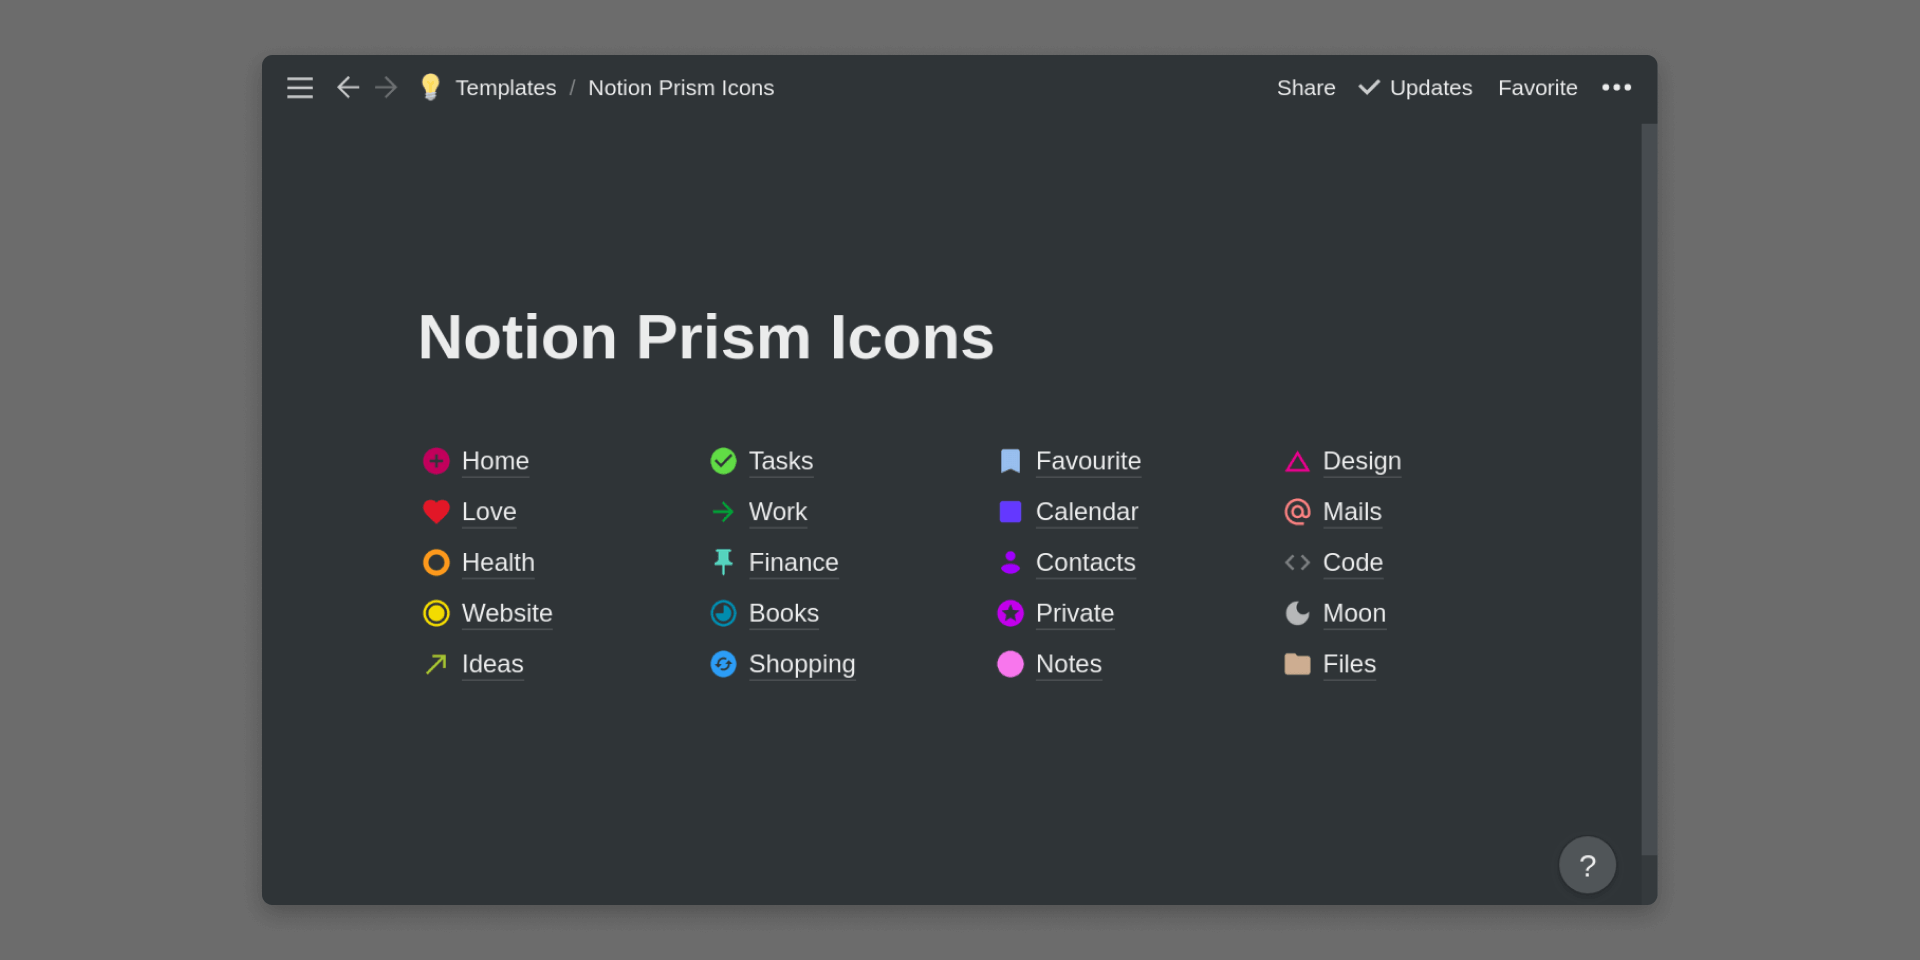 Templates / Notion Prism Icons
Share Updates Favorite
Notion Prism Icons
Home
Love
Health
Website
Ideas
Tasks
Work
Finance
Books
Shopping
Favourite
Calendar
Contacts
Private
Notes
Design
Mails
Code
Moon
Files
?